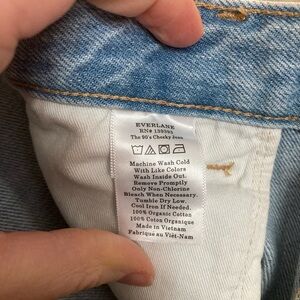 EVERLANE
RN# 139393
The 90's Cheeky Jean
Machine Wash Cold
With Like Colors
Wash Inside Out.
Remove Promptly
Only Non-Chlorine
Bleach When Necessary.
Tumble Dry Low.
Cool Iron If Needed.
100% Organic Cotton
100% Coton Organique
Made in Vietnam
Fabriqué au Viêt-Nam